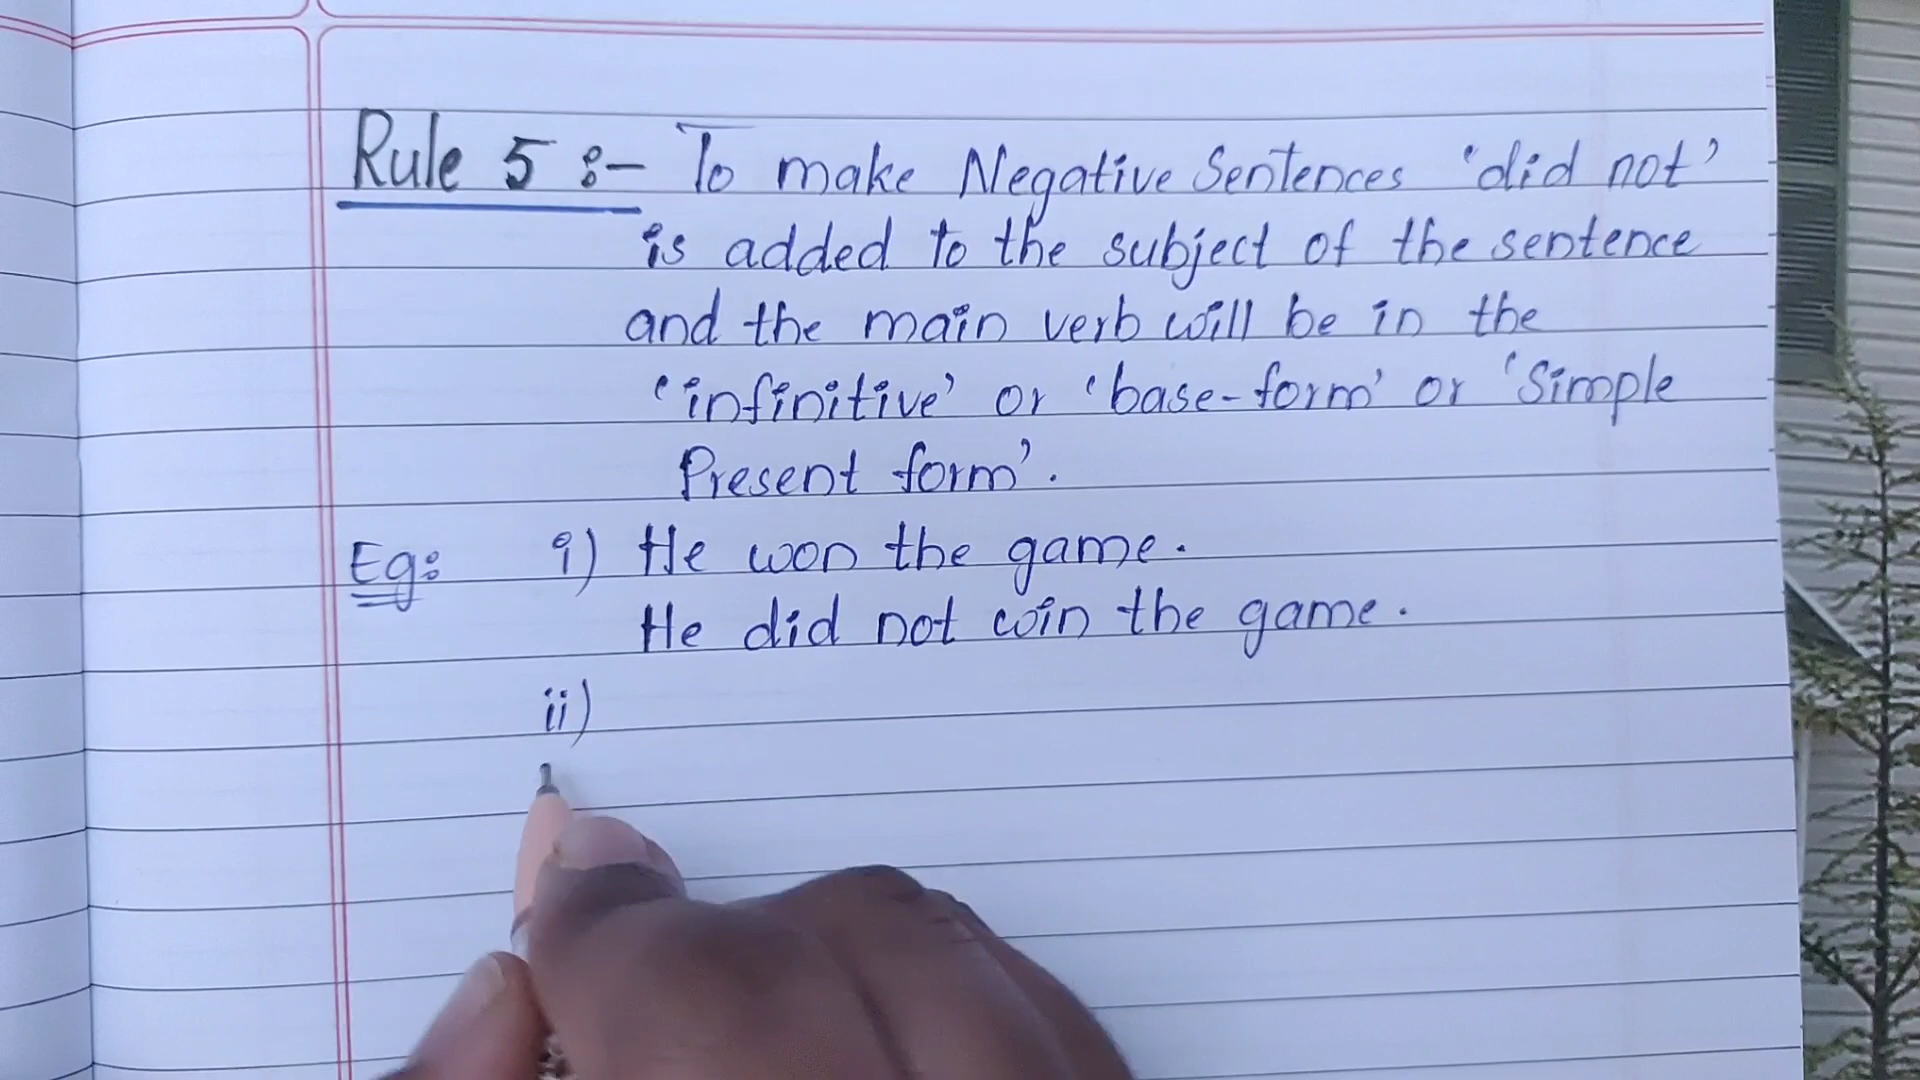 Rule 5 :- To make Negative Sentences 'did not'
is added to the subject of the sentence
and the main verb will be in the
'infinitive' or 'base-form' or 'Simple
Present form'.
Eg: i) He won the game.
He did not win the game.
ii)